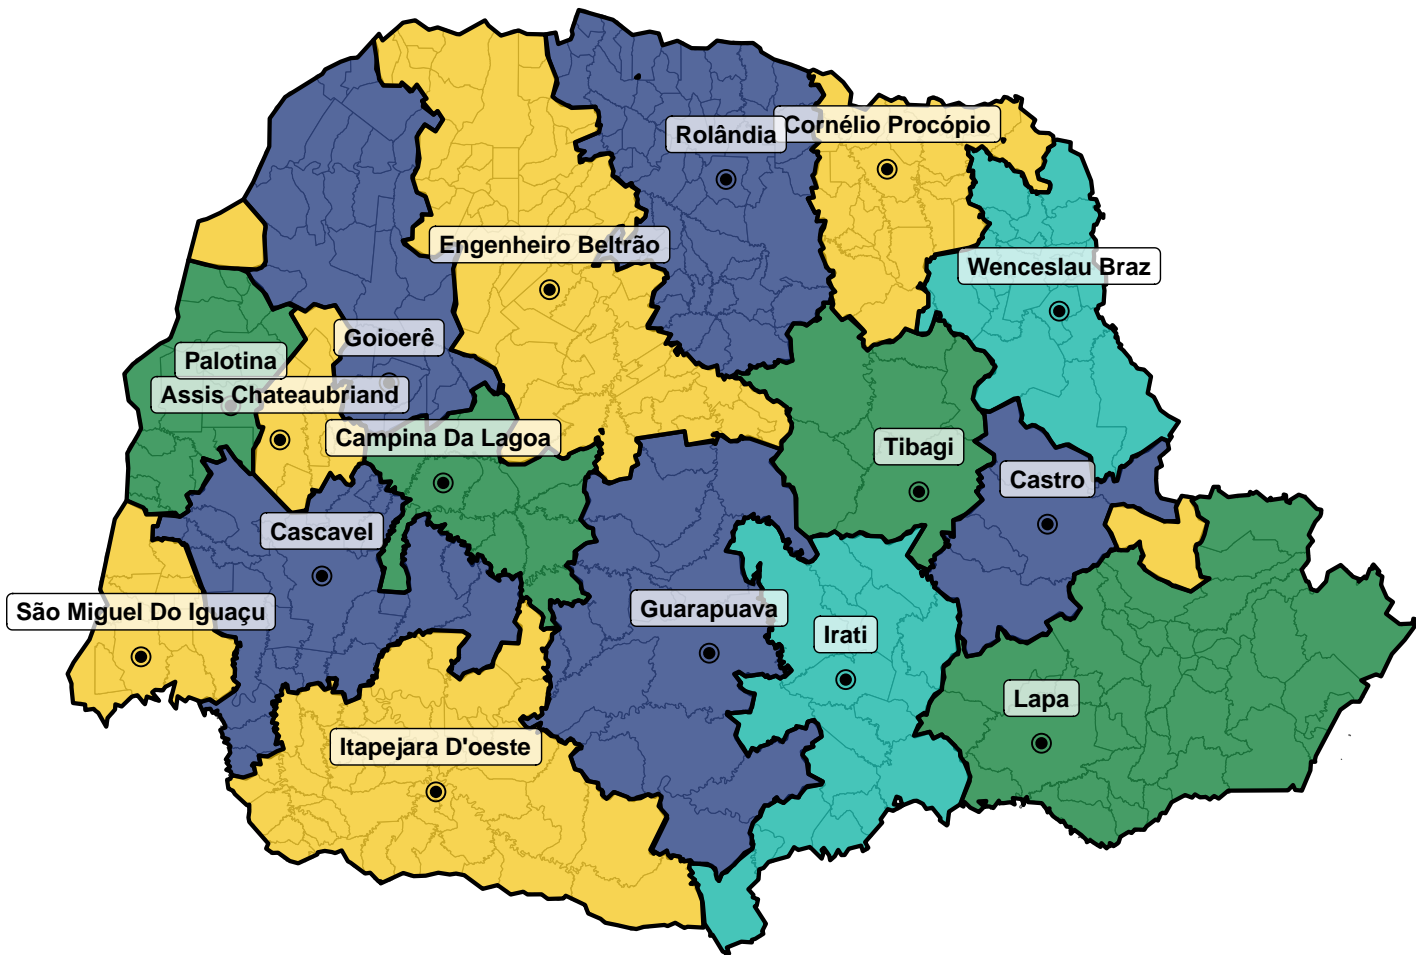 Cornélio Procópio
Rolândia
Engenheiro Beltrão
Wenceslau Braz
Goioerê
Palotina
Assis Chateaubriand
Campina Da Lagoa
Tibagi
Castro
Cascavel
São Miguel Do Iguaçu
Guarapuava
Irati
Lapa
Itapejara D'oeste